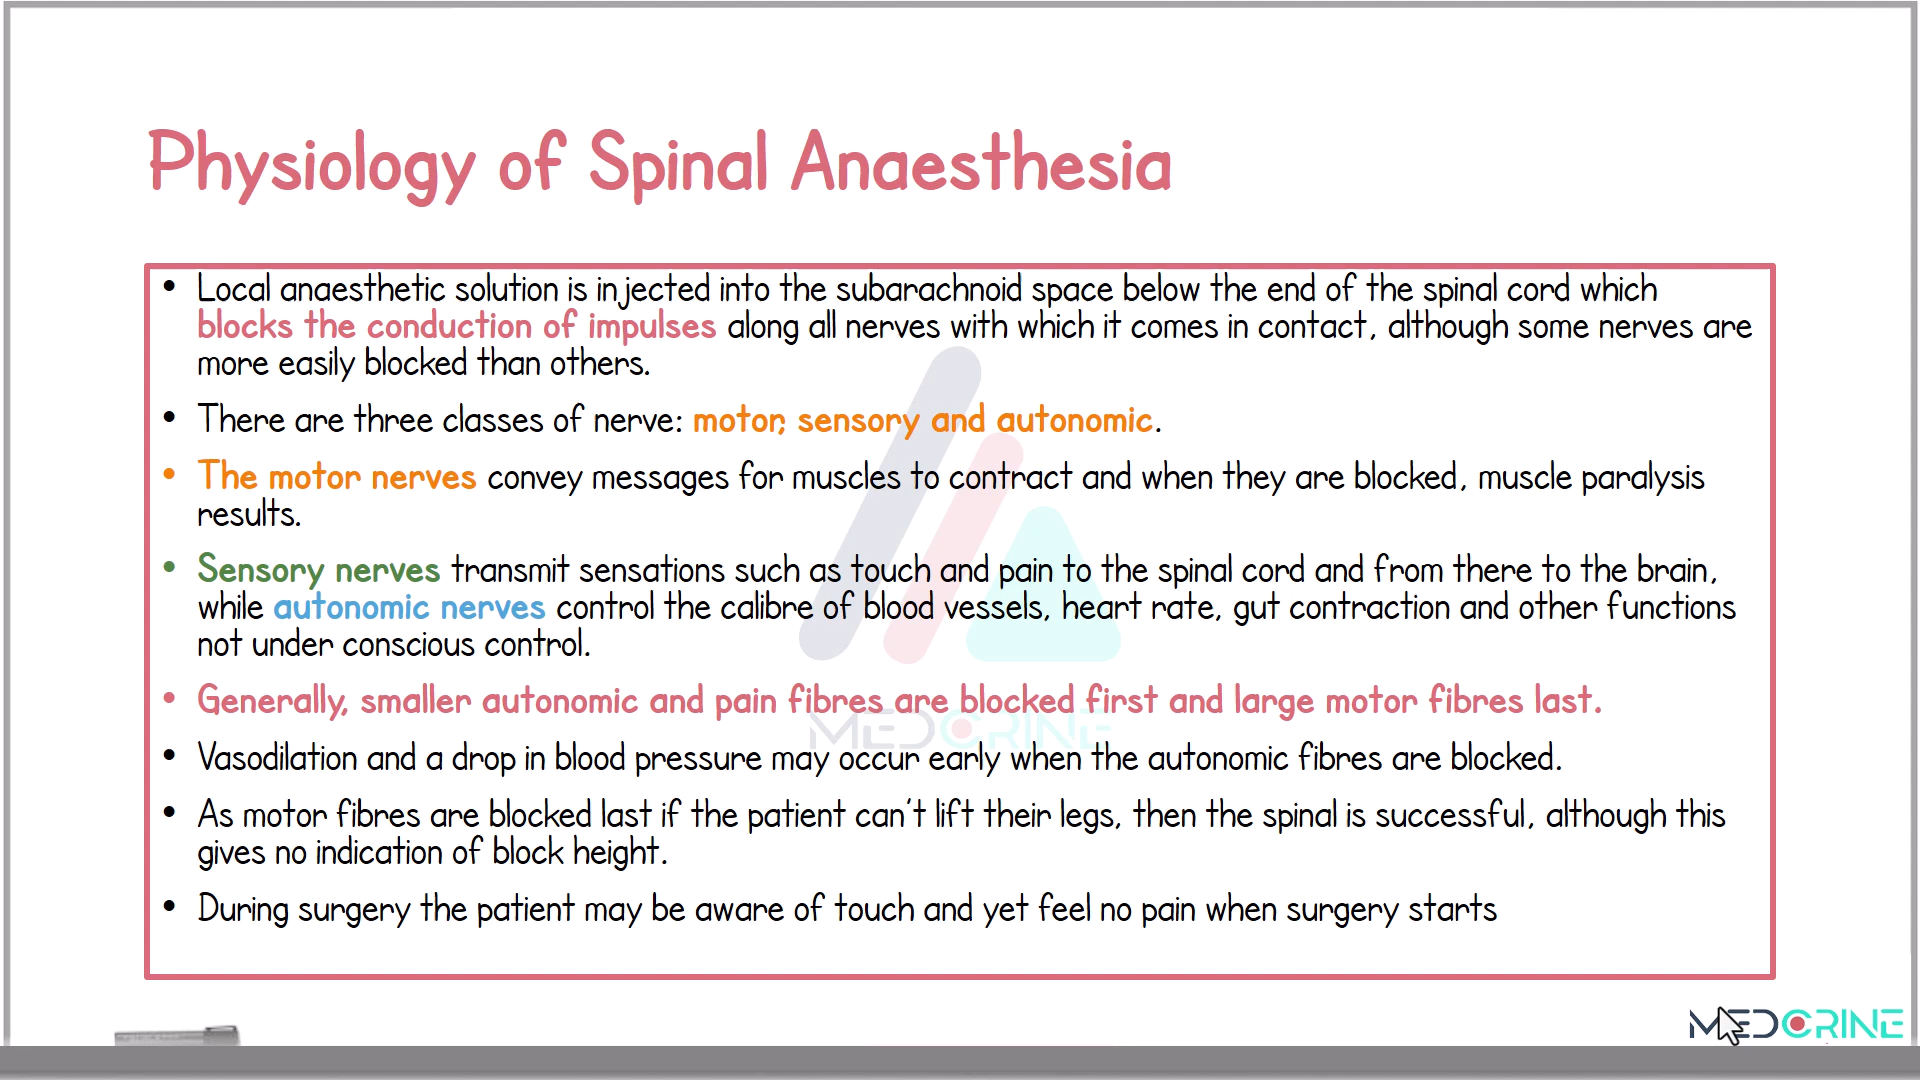 Physiology of Spinal Anaesthesia
• Local anaesthetic solution is injected into the subarachnoid space below the end of the spinal cord which
blocks the conduction of impulses along all nerves with which it comes in contact, although some nerves are
more easily blocked than others.
• There are three classes of nerve: motor, sensory and autonomic.
• The motor nerves convey messages for muscles to contract and when they are blocked, muscle paralysis
results.
• Sensory nerves transmit sensations such as touch and pain to the spinal cord and from there to the brain,
while autonomic nerves control the calibre of blood vessels, heart rate, gut contraction and other functions
not under conscious control.
• Generally, smaller autonomic and pain fibres are blocked first and large motor fibres last.
MEDCRINE
• Vasodilation and a drop in blood pressure may occur early when the autonomic fibres are blocked.
• As motor fibres are blocked last if the patient can't lift their legs, then the spinal is successful, although this
gives no indication of block height.
• During surgery the patient may be aware of touch and yet feel no pain when surgery starts
MEDCRINE